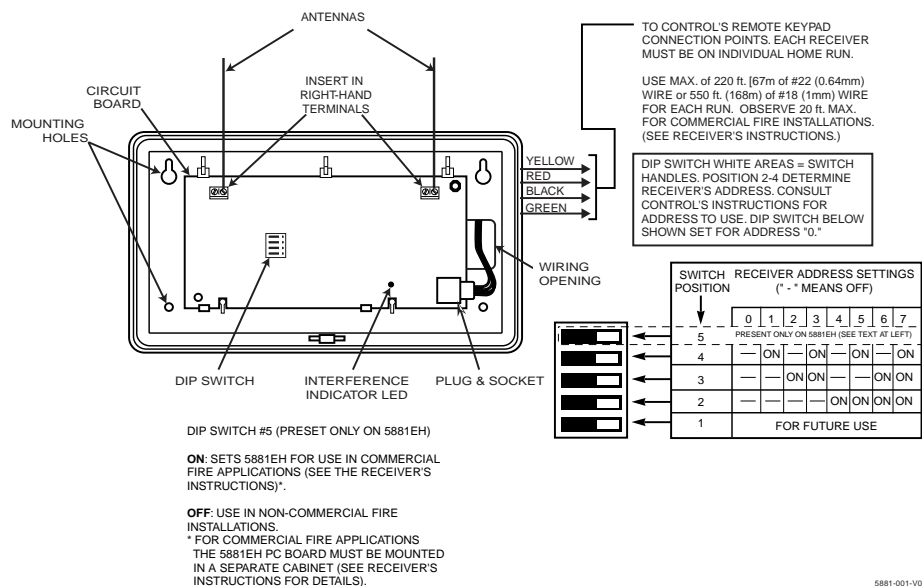 ANTENNAS
CIRCUIT
BOARD
INSERT IN
RIGHT-HAND
TERMINALS
MOUNTING
HOLES
YELLOW
RED
BLACK
GREEN
WIRING
OPENING
DIP SWITCH
INTERFERENCE
INDICATOR LED
PLUG & SOCKET
TO CONTROL'S REMOTE KEYPAD
CONNECTION POINTS. EACH RECEIVER
MUST BE ON INDIVIDUAL HOME RUN.
USE MAX. of 220 ft. [67m of #22 (0.64mm)
WIRE or 550 ft. (168m) of #18 (1mm) WIRE
FOR EACH RUN. OBSERVE 20 ft. MAX.
FOR COMMERCIAL FIRE INSTALLATIONS.
(SEE RECEIVER'S INSTRUCTIONS.)
DIP SWITCH WHITE AREAS = SWITCH
HANDLES. POSITION 2-4 DETERMINE
RECEIVER'S ADDRESS. CONSULT
CONTROL'S INSTRUCTIONS FOR
ADDRESS TO USE. DIP SWITCH BELOW
SHOWN SET FOR ADDRESS "0."
SWITCH
POSITION
RECEIVER ADDRESS SETTINGS
(" - " MEANS OFF)
0 1 2 3 4 5 6 7
5 PRESENT ONLY ON 5881EH (SEE TEXT AT LEFT)
4 — ON — ON — ON — ON
3 — — ON ON — — ON ON
2 — — — — ON ON ON ON
1 FOR FUTURE USE
DIP SWITCH #5 (PRESET ONLY ON 5881EH)
ON: SETS 5881EH FOR USE IN COMMERCIAL
FIRE APPLICATIONS (SEE THE RECEIVER'S
INSTRUCTIONS)*.
OFF: USE IN NON-COMMERCIAL FIRE
INSTALLATIONS.
* FOR COMMERCIAL FIRE APPLICATIONS
THE 5881EH PC BOARD MUST BE MOUNTED
IN A SEPARATE CABINET (SEE RECEIVER'S
INSTRUCTIONS FOR DETAILS).
5881-001-V0